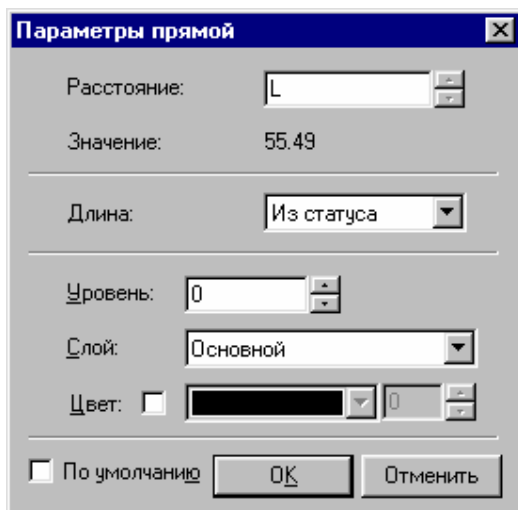 Параметры прямой
Расстояние: L
Значение: 55.49
Длина: Из статуса
Уровень: 0
Слой: Основной
Цвет: 0
По умолчанию OK Отменить